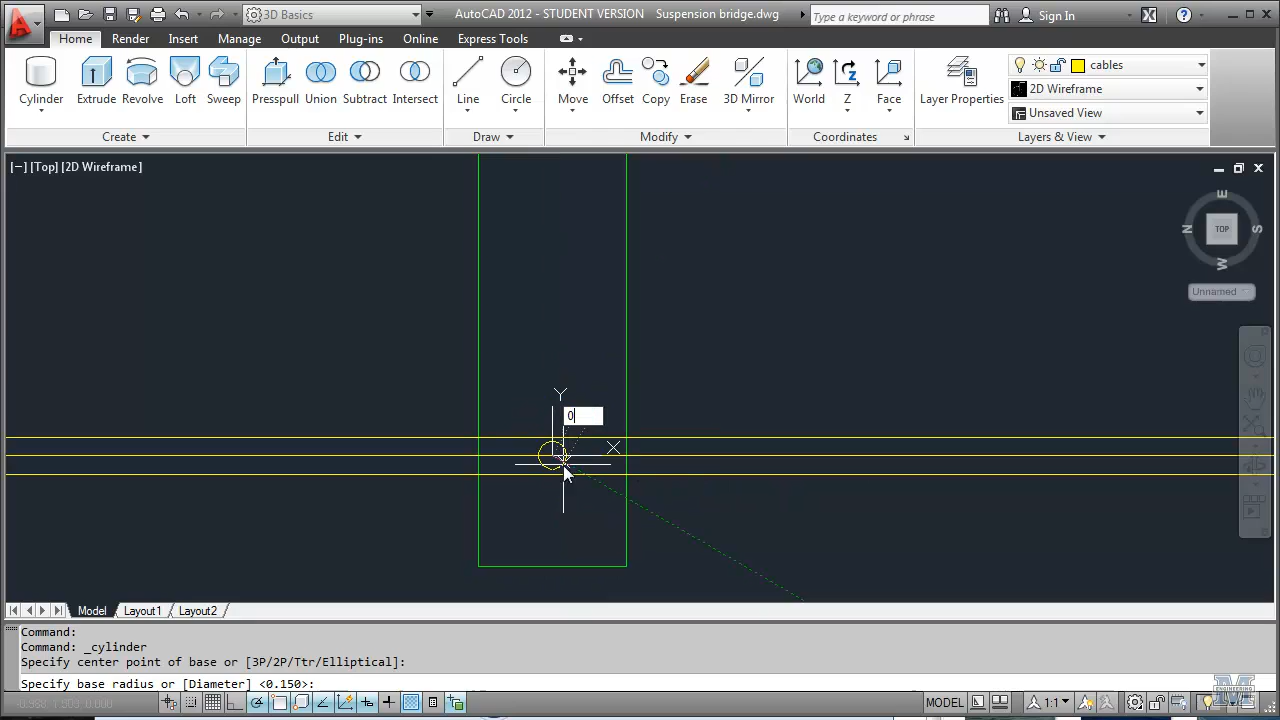 3D Basics
AutoCAD 2012 - STUDENT VERSION Suspension bridge.dwg
Type a keyword or phrase
Sign In
Home Render Insert Manage Output Plug-ins Online Express Tools
Cylinder Extrude Revolve Loft Sweep
Presspull Union Subtract Intersect
Line Circle
Move Offset Copy Erase 3D Mirror
World Z Face
Layer Properties
cables
2D Wireframe
Unsaved View
Create
Edit
Draw
Modify
Coordinates
Layers & View
[−] [Top] [2D Wireframe]
E
N TOP S
W
Unnamed
Y
0
X
Model Layout1 Layout2
Command:
Command: _cylinder
Specify center point of base or [3P/2P/Ttr/Elliptical]:
Specify base radius or [Diameter] <0.150>:
MODEL 1:1
ENGINEERING